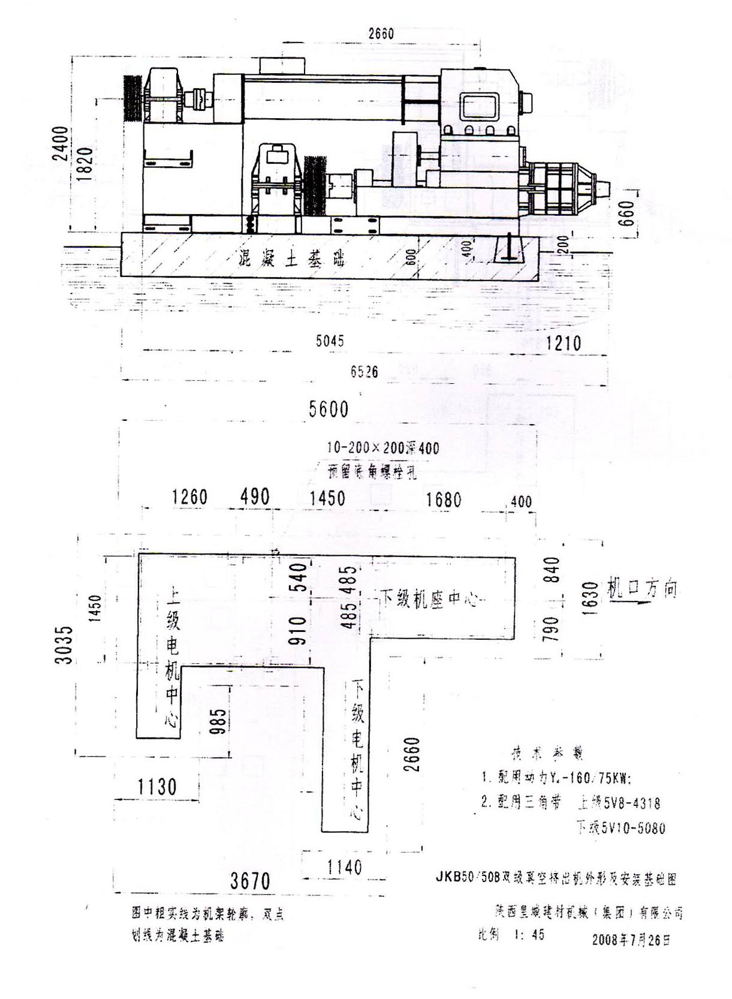 2660
2400
1820
660
200
400
600
混凝土基础
5045
1210
6526
5600
10-200×200深400
预留底角螺栓孔
1260
490
1450
1680
400
540
485
840
1450
上级电机中心
下级机座中心
机口方向
1630
910
485
790
3035
下级电机中心
985
2660
技术参数
1130
1.配用动力Y₄-160/75KW;
2.配用三角带 上级5V8-4318
下级5V10-5080
1140
3670
JKB50/50B双级真空挤出机外形及安装基础图
图中粗实线为机架轮廓，双点
划线为混凝土基础
陕西皇城建材机械(集团)有限公司
比例 1:45
2008年7月26日